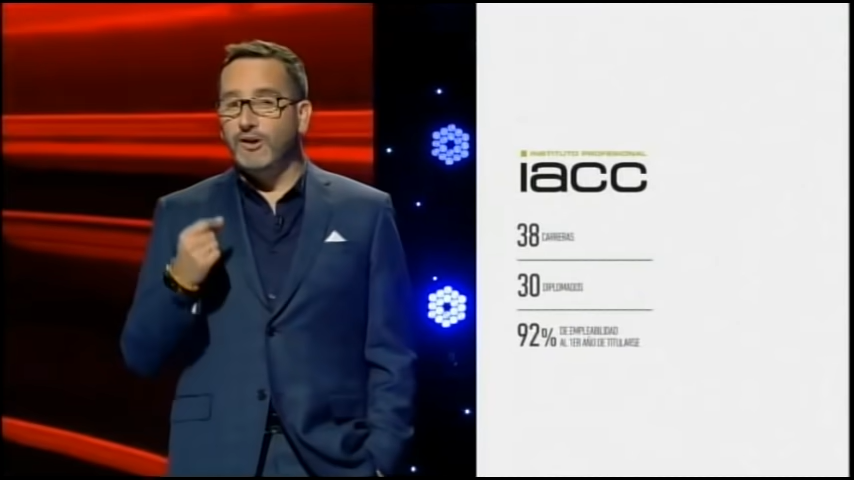 INSTITUTO PROFESIONAL
iacc
38 CARRERAS
30 DIPLOMADOS
92% DE EMPLEABILIDAD
AL 1ER AÑO DE TITULARSE